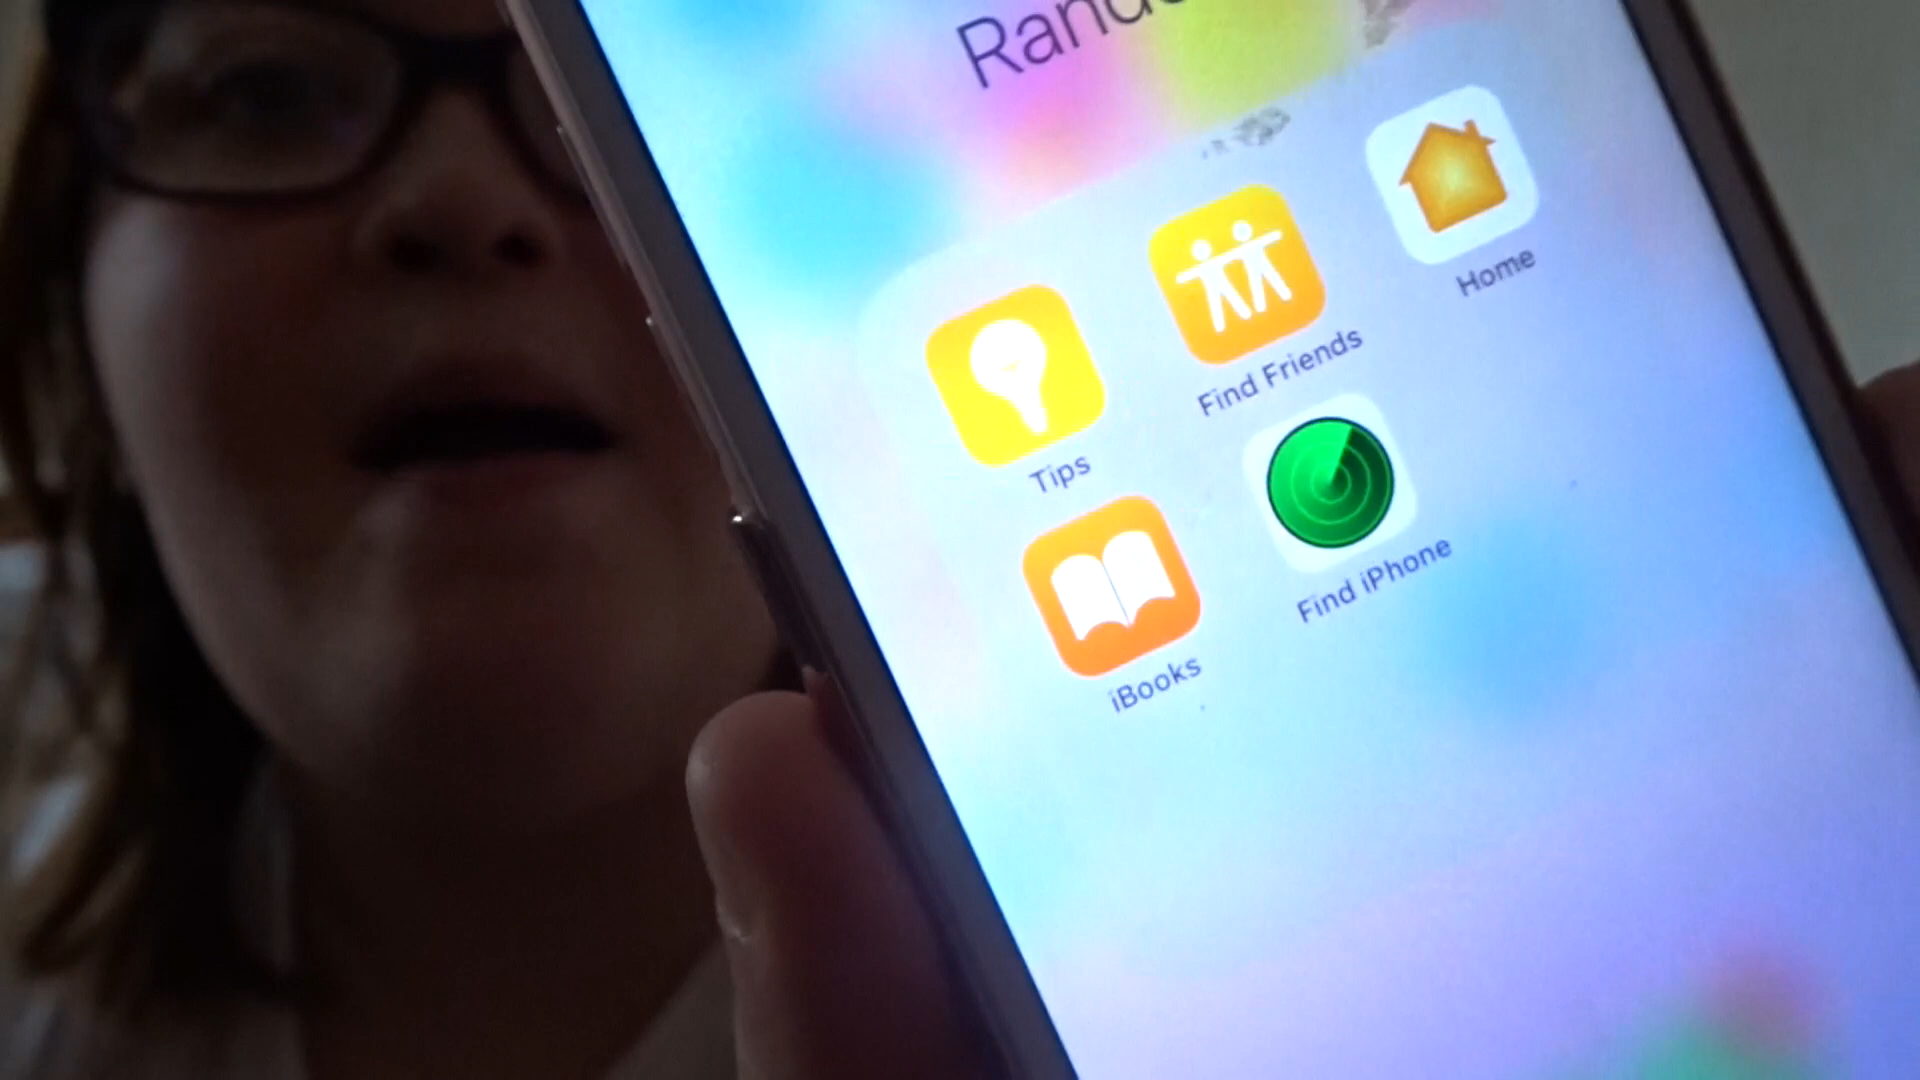 Tips
Find Friends
Home
iBooks
Find iPhone